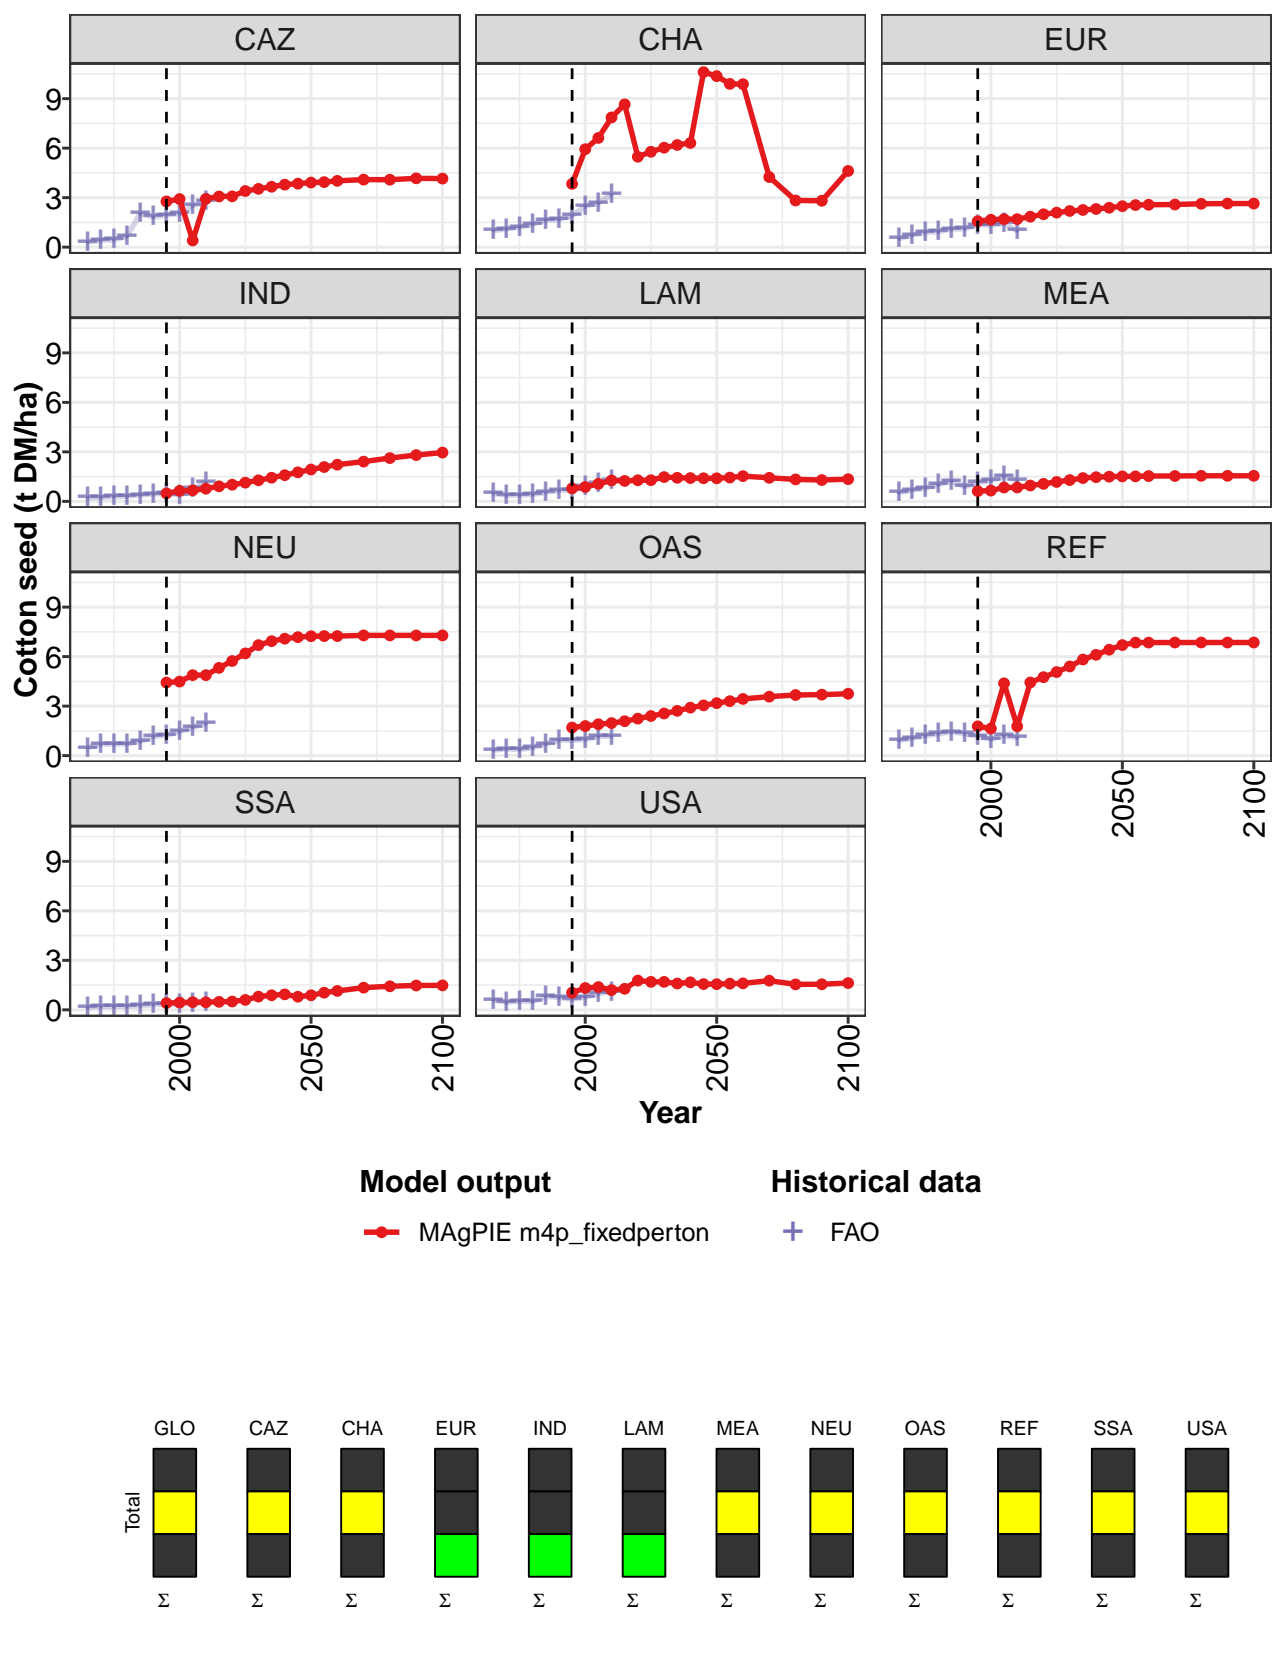 CAZ
CHA
EUR
9
6
3
0
IND
LAM
MEA
9
6
3
0
NEU
OAS
REF
9
6
3
0
2000
2050
2100
SSA
USA
9
6
3
0
2000
2050
2100
2000
2050
2100
Cotton seed (t DM/ha)
Year
Model output
Historical data
MAgPIE m4p_fixedperton
FAO
GLO CAZ CHA EUR IND LAM MEA NEU OAS REF SSA USA
Total
Σ Σ Σ Σ Σ Σ Σ Σ Σ Σ Σ Σ